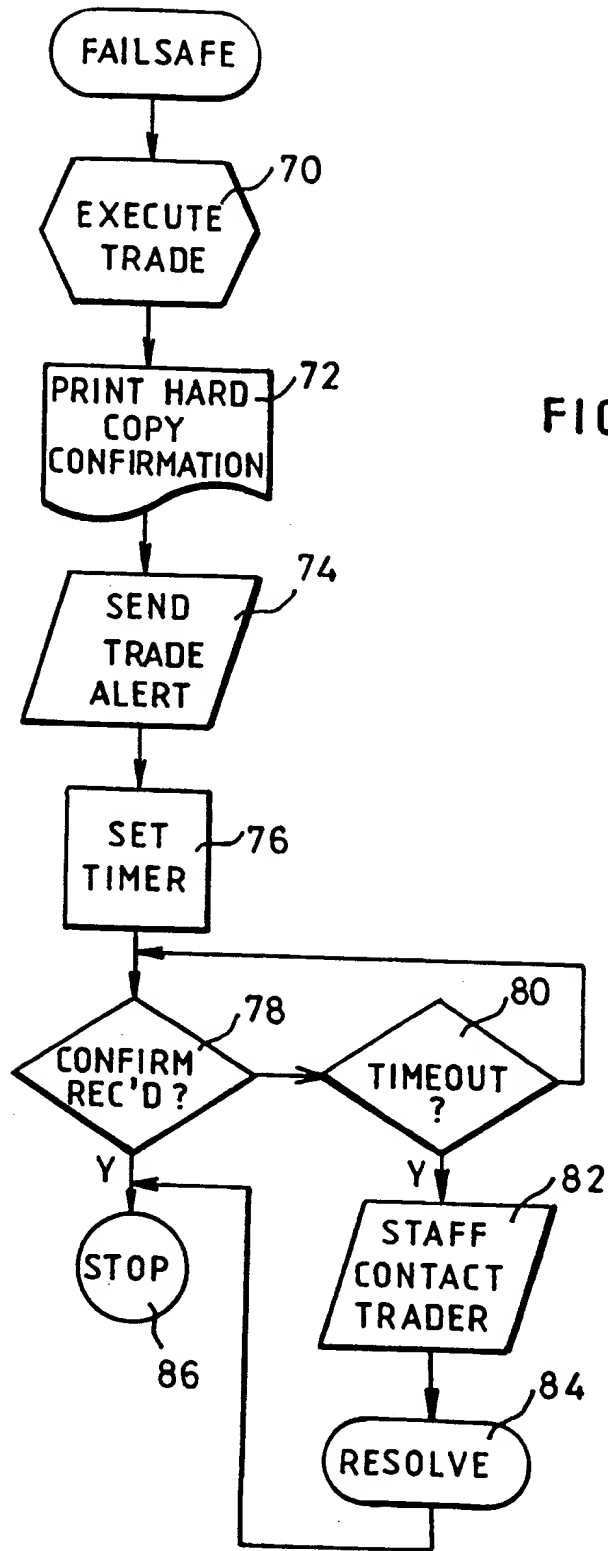 FAILSAFE
70
EXECUTE
TRADE
72
PRINT HARD
COPY
CONFIRMATION
FIG
74
SEND
TRADE
ALERT
SET
TIMER
76
78
CONFIRM
REC'D ?
80
TIMEOUT
?
Y
Y
82
STOP
86
STAFF
CONTACT
TRADER
84
RESOLVE